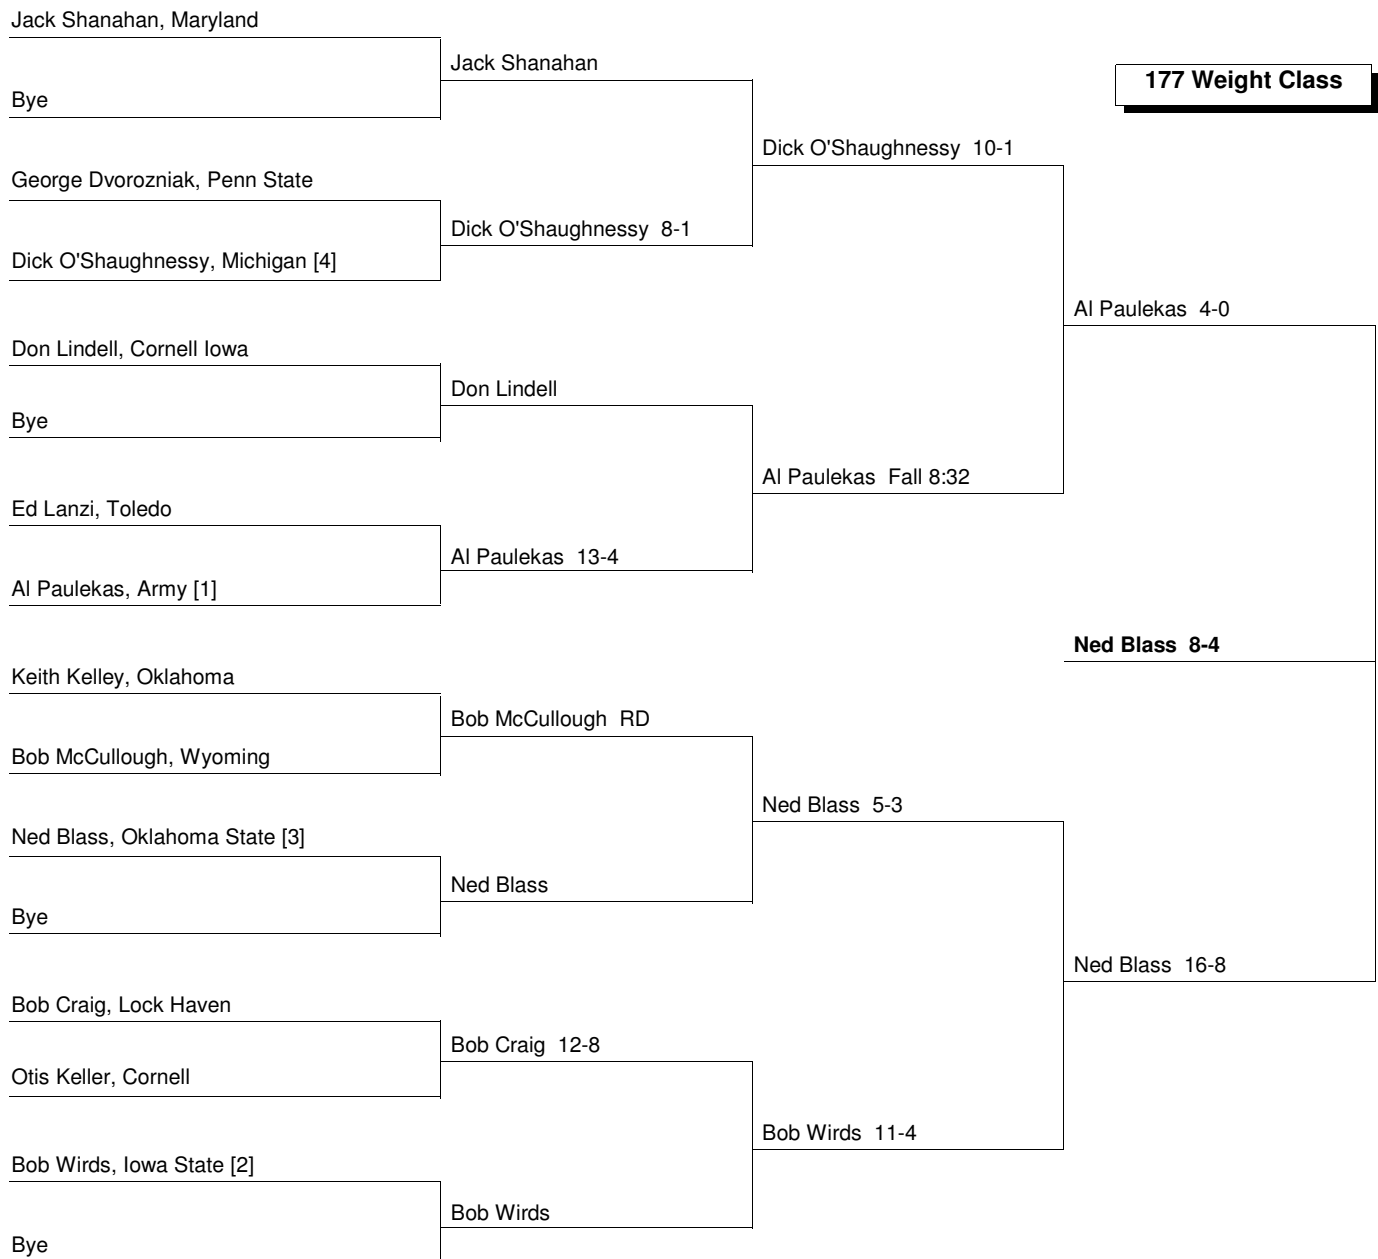 Jack Shanahan, Maryland
Jack Shanahan
177 Weight Class
Bye
Dick O'Shaughnessy 10-1
George Dvorozniak, Penn State
Dick O'Shaughnessy 8-1
Dick O'Shaughnessy, Michigan [4]
Al Paulekas 4-0
Don Lindell, Cornell Iowa
Don Lindell
Bye
Al Paulekas Fall 8:32
Ed Lanzi, Toledo
Al Paulekas 13-4
Al Paulekas, Army [1]
Ned Blass 8-4
Keith Kelley, Oklahoma
Bob McCullough RD
Bob McCullough, Wyoming
Ned Blass 5-3
Ned Blass, Oklahoma State [3]
Ned Blass
Bye
Ned Blass 16-8
Bob Craig, Lock Haven
Bob Craig 12-8
Otis Keller, Cornell
Bob Wirds 11-4
Bob Wirds, Iowa State [2]
Bob Wirds
Bye